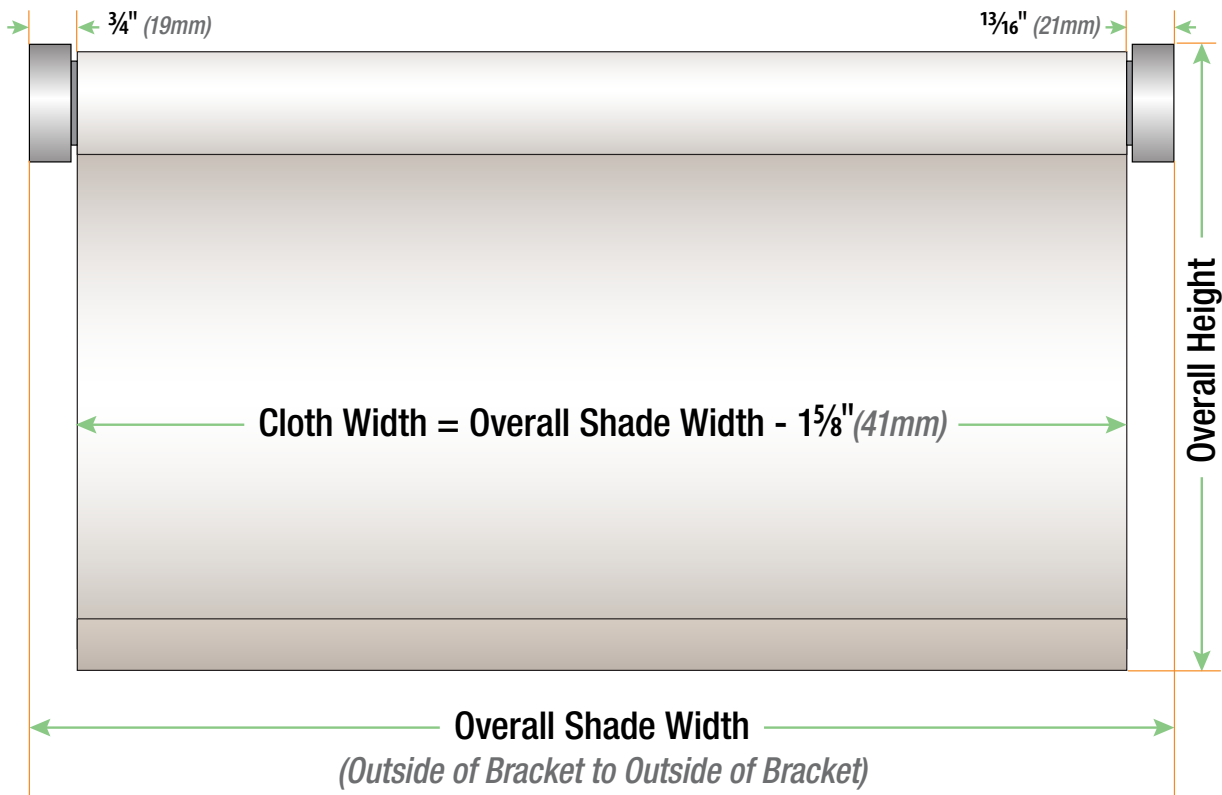 ¾" (19mm)
13/16" (21mm)
Overall Height
Cloth Width = Overall Shade Width - 1⅝"(41mm)
Overall Shade Width
(Outside of Bracket to Outside of Bracket)